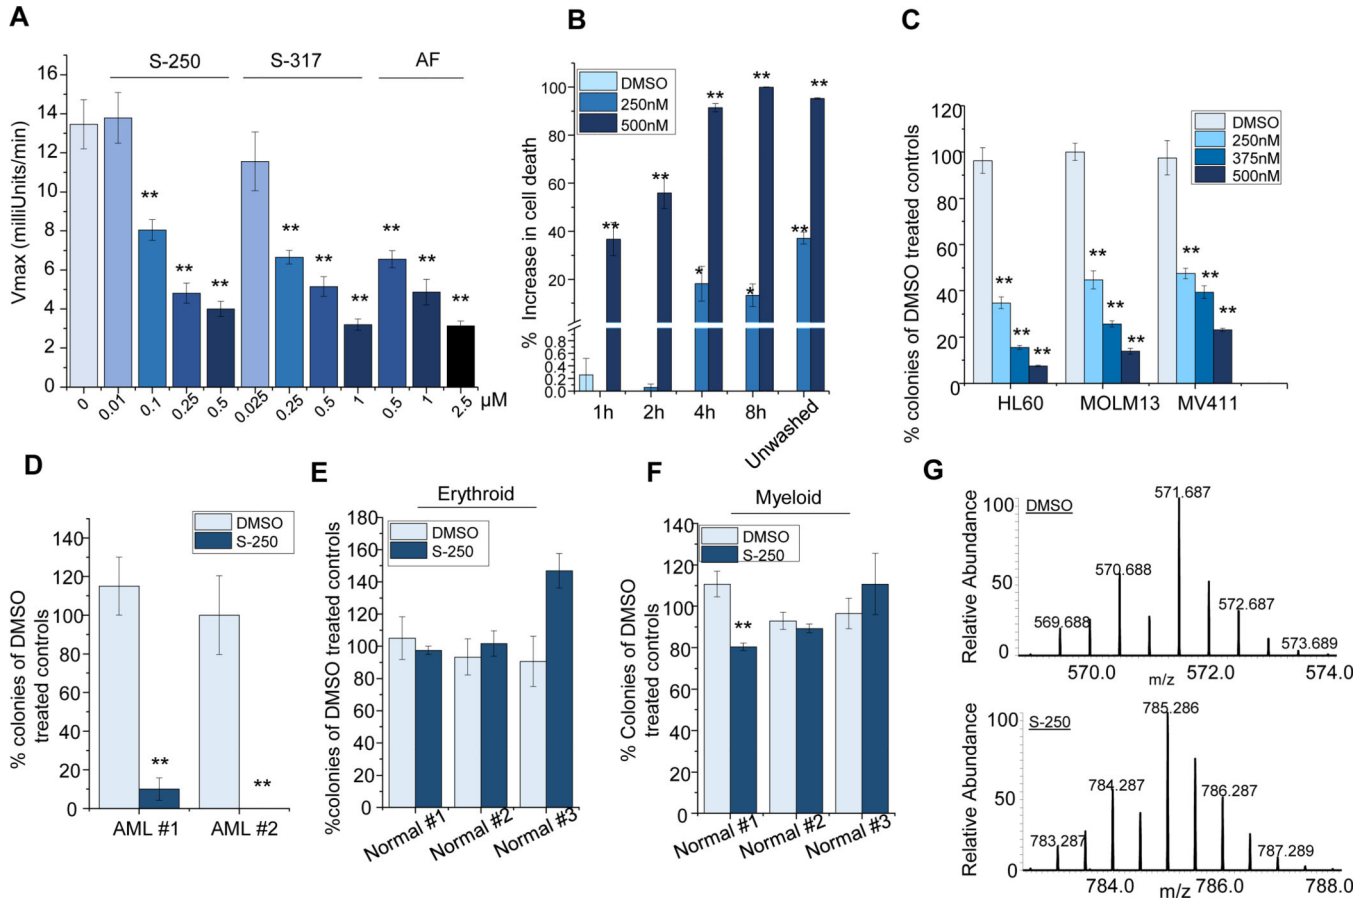 A
S-250
S-317
AF
Vmax (milliUnits/min)
16
14
12
10
8
6
4
2
0
**
**
**
**
**
**
**
**
**
0
0.01
0.1
0.25
0.5
0.025
0.25
0.5
1
0.5
1
2.5
µM
B
DMSO
250nM
500nM
% Increase in cell death
100
80
60
40
20
0.8
0.6
0.4
0.2
0.0
**
**
*
**
*
**
**
**
1h
2h
4h
8h
Unwashed
C
DMSO
250nM
375nM
500nM
% colonies of DMSO treated controls
120
100
80
60
40
20
0
**
**
**
**
**
**
**
**
**
HL60
MOLM13
MV411
D
DMSO
S-250
% colonies of DMSO
treated controls
140
120
100
80
60
40
20
0
**
**
AML #1
AML #2
E
Erythroid
DMSO
S-250
%colonies of DMSO treated controls
180
160
140
120
100
80
60
40
20
0
Normal #1
Normal #2
Normal #3
F
Myeloid
DMSO
S-250
% Colonies of DMSO
treated controls
140
120
100
80
60
40
20
0
**
Normal #1
Normal #2
Normal #3
G
DMSO
Relative Abundance
100
50
0
569.688
570.688
571.687
572.687
573.689
570.0
m/z
572.0
574.0
S-250
Relative Abundance
100
50
0
783.287
784.287
785.286
786.287
787.289
784.0
m/z
786.0
788.0